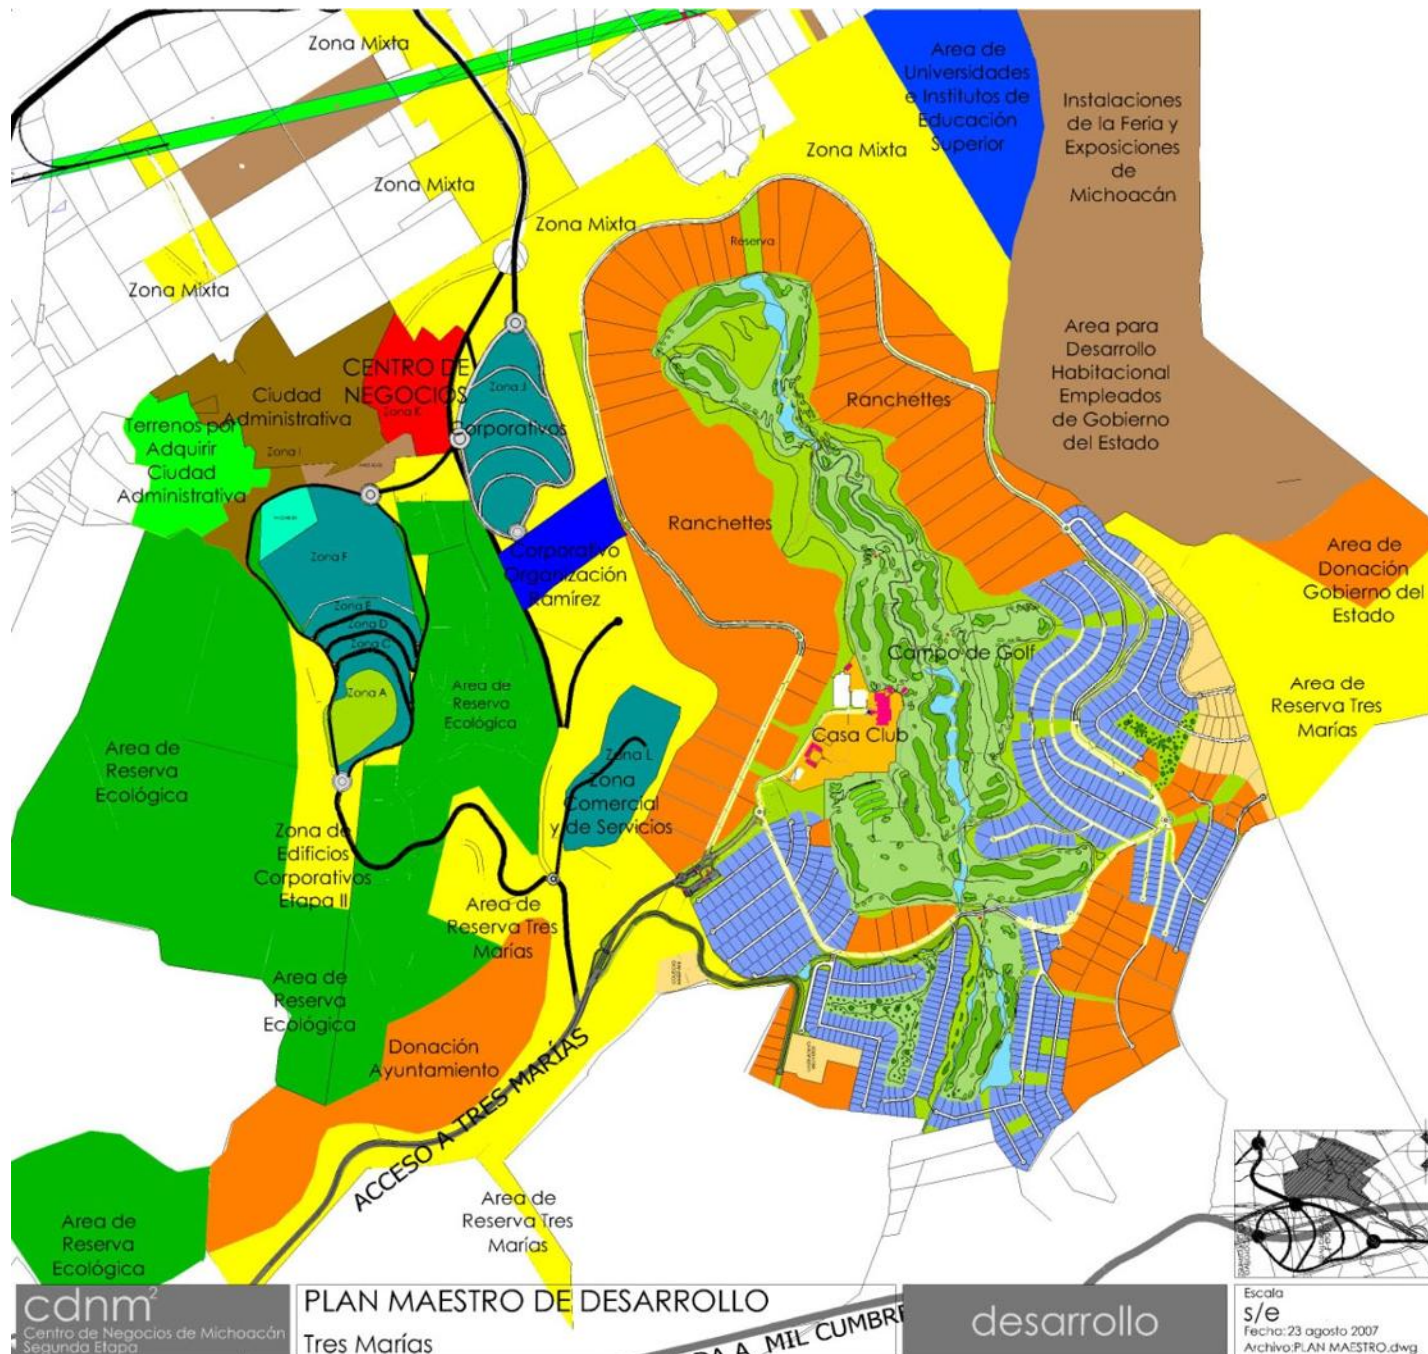 Zona Mixta
Area de
Universidades
e Institutos de
Educación
Superior
Instalaciones
de la Feria y
Exposiciones
de
Michoacán
Zona Mixta
Zona Mixta
Zona Mixta
Reserva
Zona Mixta
Area para
Desarrollo
Habitacional
Empleados
de Gobierno
del Estado
CENTRO DE
NEGOCIOS
Zona K
Zona J
Corporativos
Ciudad
Administrativa
Zona I
Ranchettes
Terrenos por
Adquirir
Ciudad
Administrativa
Ranchettes
Corporativo
Organización
Ramírez
Area de
Donación
Gobierno del
Estado
Zona F
Zona E
Zona D
Zona C
Zona A
Campo de Golf
Area de
Reserva
Ecológica
Area de
Reserva Tres
Marías
Casa Club
Area de
Reserva
Ecológica
Zona L
Zona
Comercial
y de Servicios
Zona de
Edificios
Corporativos
Etapa II
Area de
Reserva Tres
Marías
Area de
Reserva
Ecológica
Donación
Ayuntamiento
ACCESO A TRES MARÍAS
Area de
Reserva Tres
Marías
Area de
Reserva
Ecológica
cdnm²
Centro de Negocios de Michoacán
Segunda Etapa
PLAN MAESTRO DE DESARROLLO
Tres Marías
A MIL CUMBRE
desarrollo
Escala
s/e
Fecha:23 agosto 2007
Archivo:PLAN MAESTRO.dwg